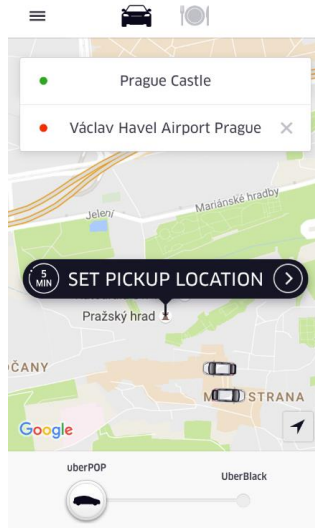 Prague Castle
Václav Havel Airport Prague
Mariánské hradby
Jelení
5
MIN
SET PICKUP LOCATION
Pražský hrad
STRANA
Google
uberPOP
UberBlack